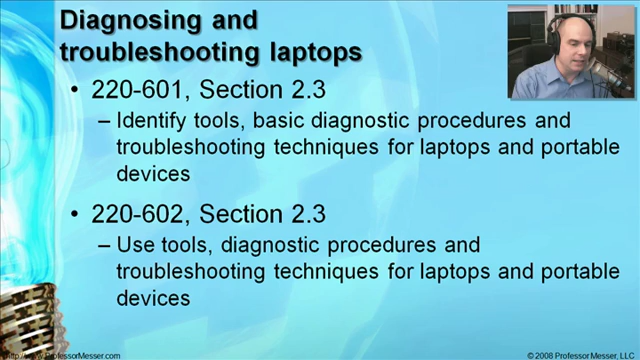 Diagnosing and
troubleshooting laptops
• 220-601, Section 2.3
– Identify tools, basic diagnostic procedures and
troubleshooting techniques for laptops and portable
devices
• 220-602, Section 2.3
– Use tools, diagnostic procedures and
troubleshooting techniques for laptops and portable
devices
http://www.ProfessorMesser.com
© 2008 Professor Messer, LLC